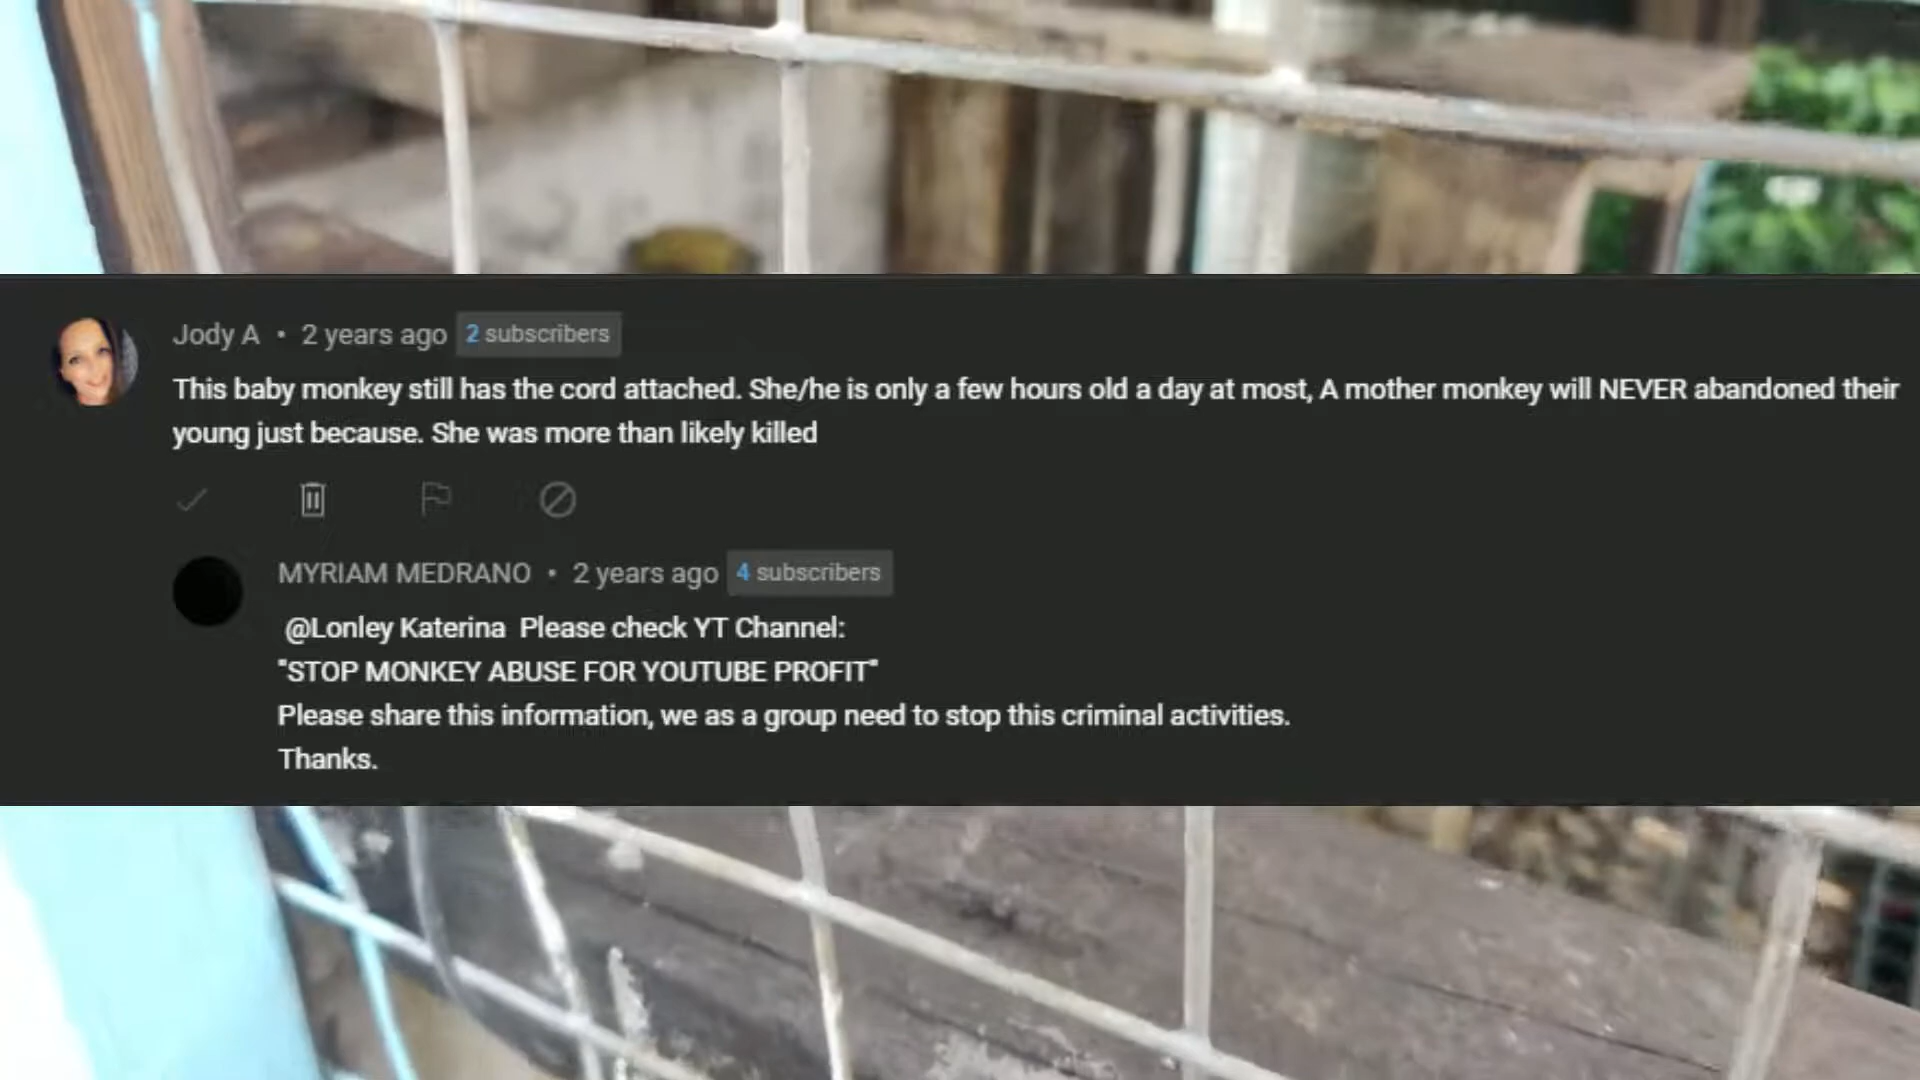 Jody A • 2 years ago 2 subscribers
This baby monkey still has the cord attached. She/he is only a few hours old a day at most, A mother monkey will NEVER abandoned their
young just because. She was more than likely killed
MYRIAM MEDRANO • 2 years ago 4 subscribers
@Lonley Katerina Please check YT Channel:
"STOP MONKEY ABUSE FOR YOUTUBE PROFIT"
Please share this information, we as a group need to stop this criminal activities.
Thanks.